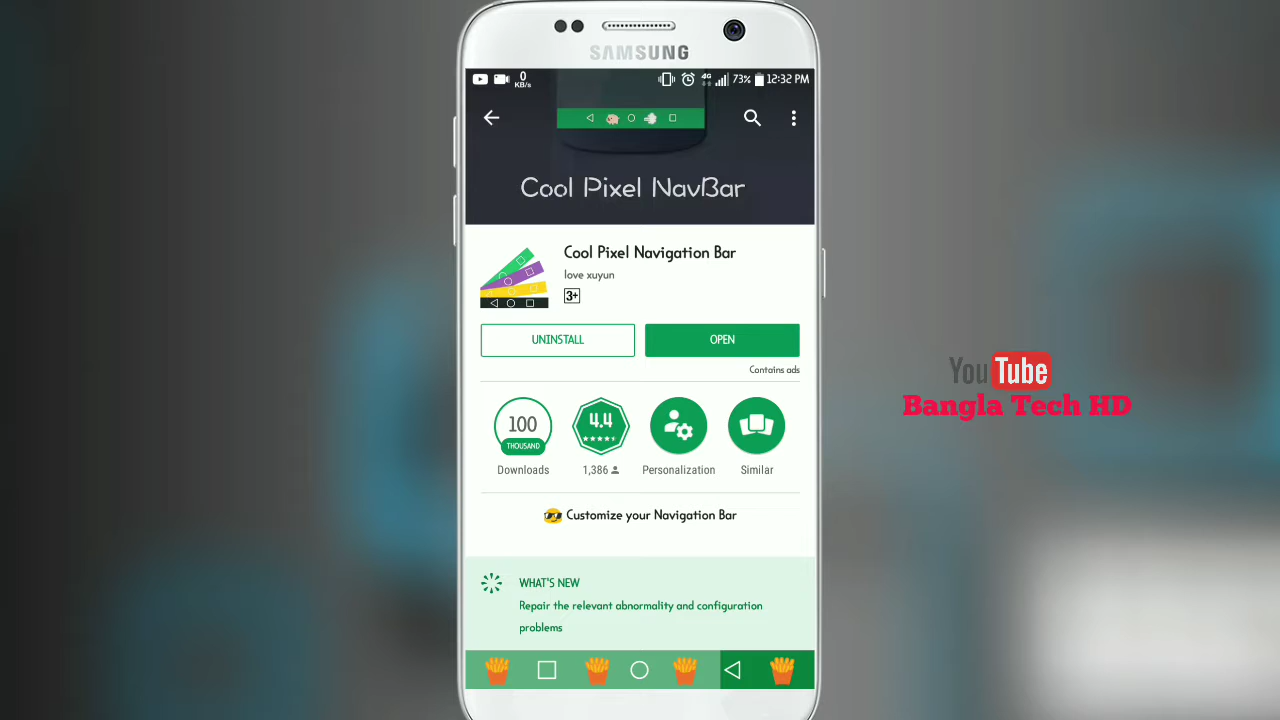 SAMSUNG
0
KB/s
4G
73%
12:32 PM
Cool Pixel NavBar
Cool Pixel Navigation Bar
love xuyun
3+
UNINSTALL
OPEN
Contains ads
100
THOUSAND
Downloads
4.4
1,386
Personalization
Similar
Customize your Navigation Bar
WHAT'S NEW
Repair the relevant abnormality and configuration
problems
YouTube
Bangla Tech HD